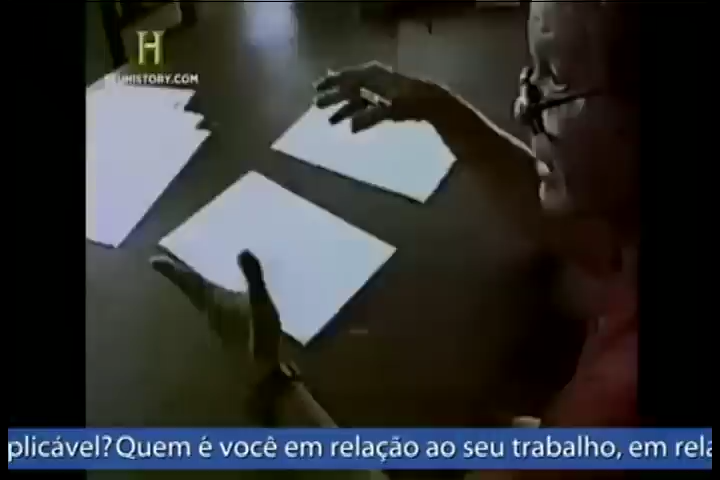 H
HISTORY.COM
plicável? Quem é você em relação ao seu trabalho, em rela